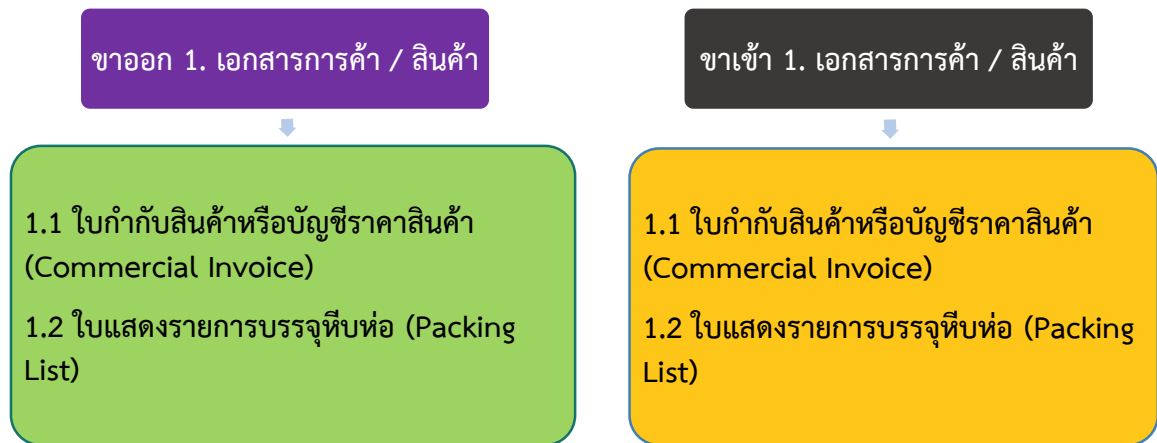 ขาออก 1. เอกสารการค้า / สินค้า
1.1 ใบกำกับสินค้าหรือบัญชีราคาสินค้า
(Commercial Invoice)
1.2 ใบแสดงรายการบรรจุหีบห่อ (Packing
List)
ขาเข้า 1. เอกสารการค้า / สินค้า
1.1 ใบกำกับสินค้าหรือบัญชีราคาสินค้า
(Commercial Invoice)
1.2 ใบแสดงรายการบรรจุหีบห่อ (Packing
List)